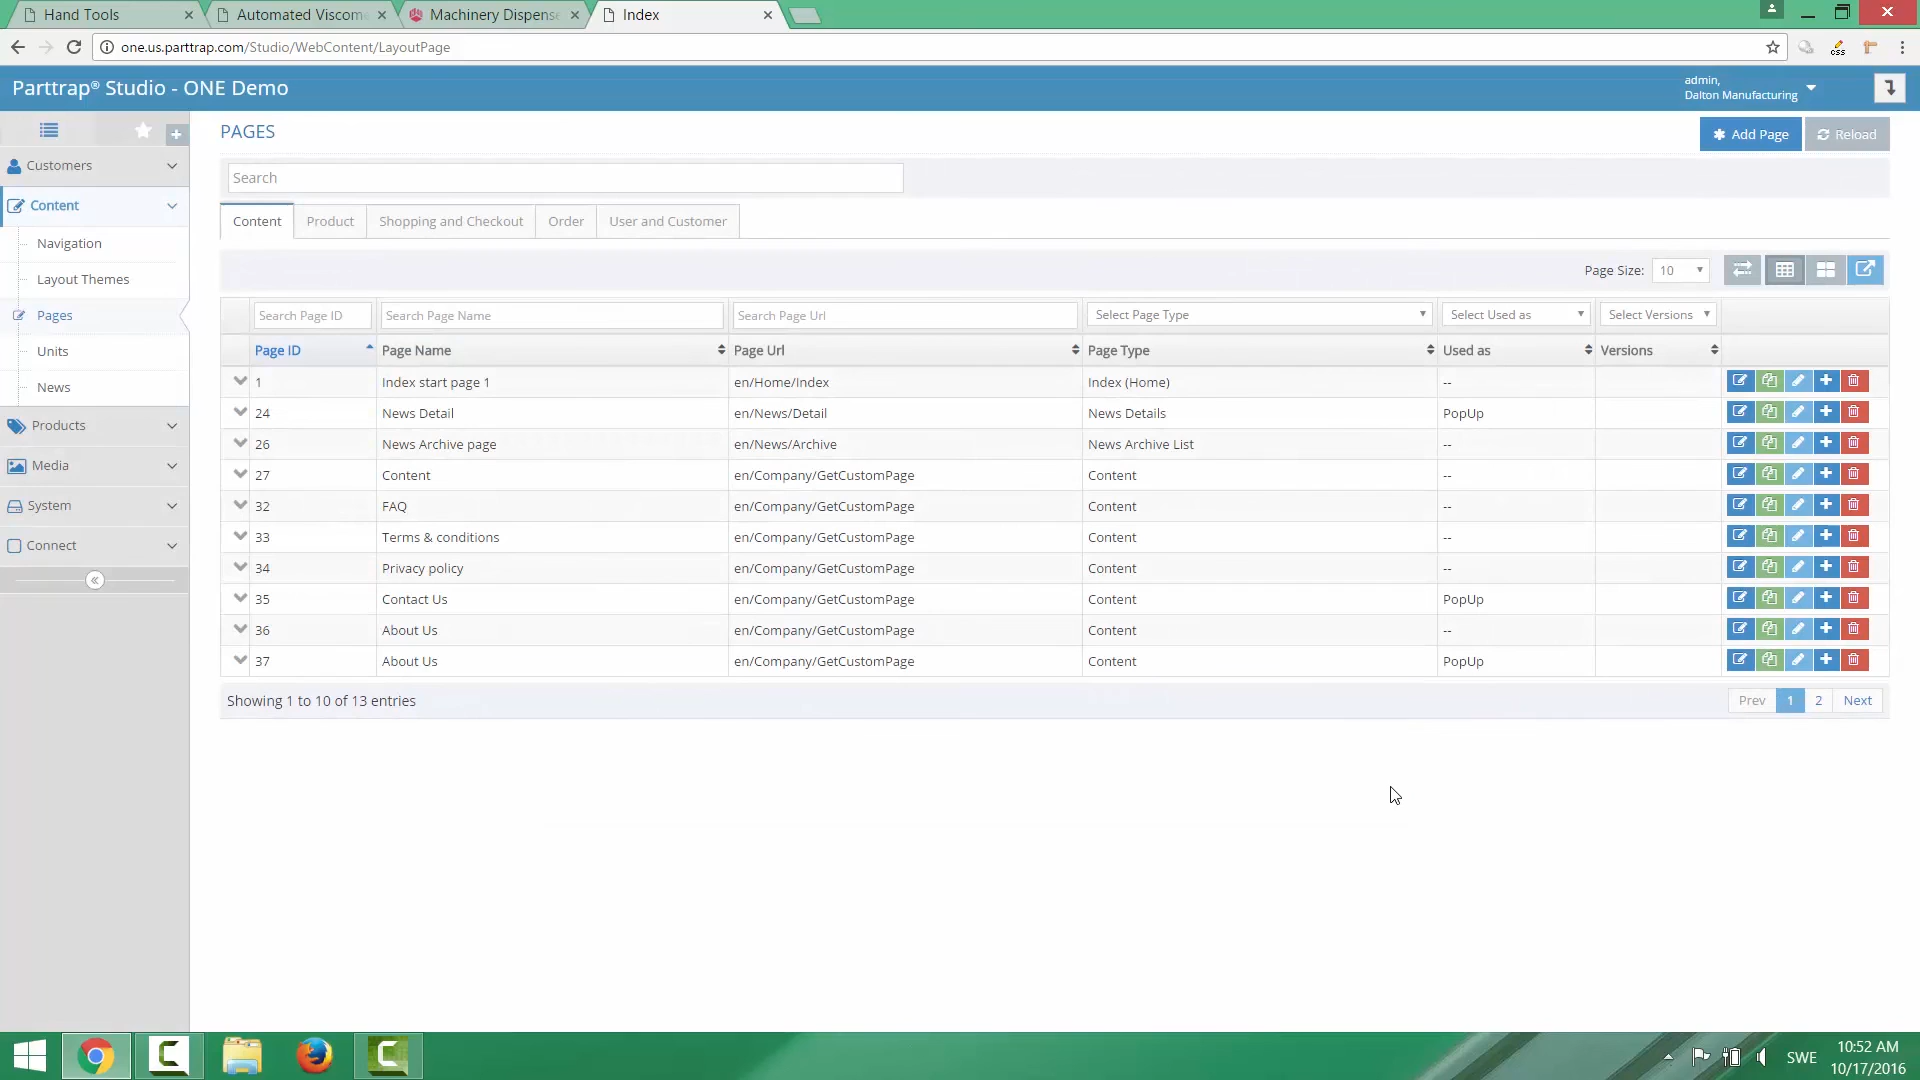 Hand Tools
Automated Viscom
Machinery Dispens
Index
one.us.parttrap.com/Studio/WebContent/LayoutPage
Parttrap® Studio - ONE Demo
admin,
Dalton Manufacturing
PAGES
Add Page
Reload
Customers
Content
Navigation
Layout Themes
Pages
Units
News
Products
Media
System
Connect
Search
Content Product Shopping and Checkout Order User and Customer
Page Size: 10
Search Page ID Search Page Name Search Page Url Select Page Type Select Used as Select Versions
Page ID Page Name Page Url Page Type Used as Versions
1 Index start page 1 en/Home/Index Index (Home) --
24 News Detail en/News/Detail News Details PopUp
26 News Archive page en/News/Archive News Archive List --
27 Content en/Company/GetCustomPage Content --
32 FAQ en/Company/GetCustomPage Content --
33 Terms & conditions en/Company/GetCustomPage Content --
34 Privacy policy en/Company/GetCustomPage Content --
35 Contact Us en/Company/GetCustomPage Content PopUp
36 About Us en/Company/GetCustomPage Content --
37 About Us en/Company/GetCustomPage Content PopUp
Showing 1 to 10 of 13 entries
Prev 1 2 Next
SWE
10:52 AM
10/17/2016